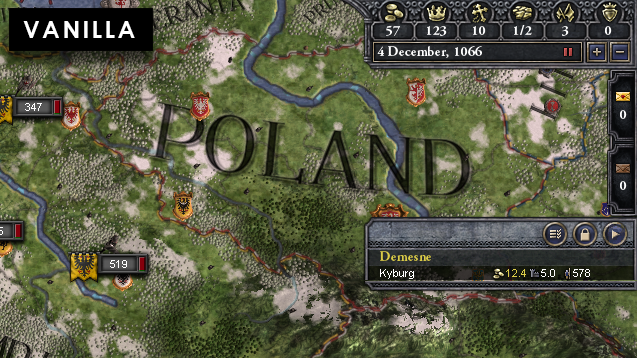 VANILLA
57 123 10 1/2 3 0
4 December, 1066
347
0
POLAND
0
519
Demesne
Kyburg 12.4 5.0 578